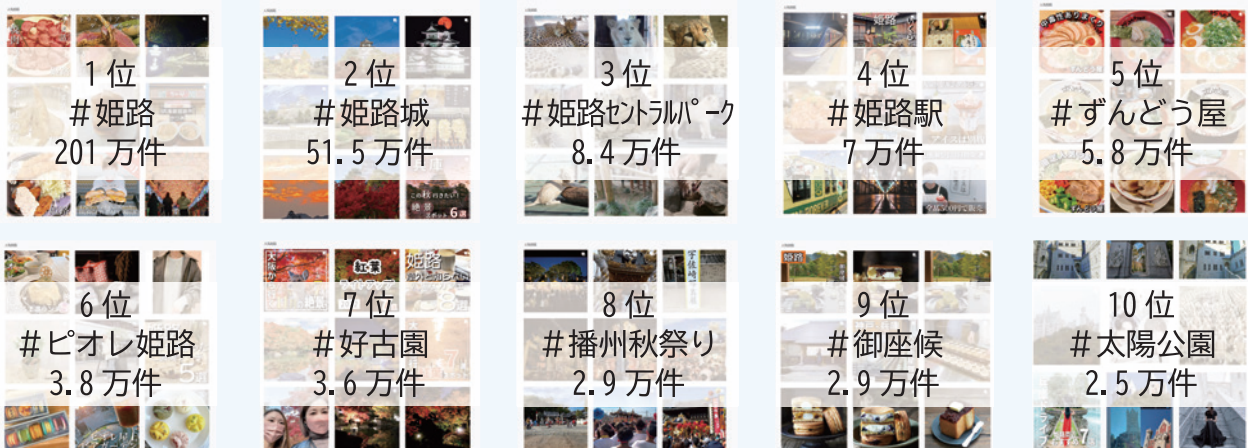 1位
#姫路
201万件
2位
#姫路城
51.5万件
3位
#姫路セントラルパーク
8.4万件
4位
#姫路駅
7万件
5位
#ずんどう屋
5.8万件
6位
#ピオレ姫路
3.8万件
7位
#好古園
3.6万件
紅葉
8位
#播州秋祭り
2.9万件
9位
#御座候
2.9万件
10位
#太陽公園
2.5万件